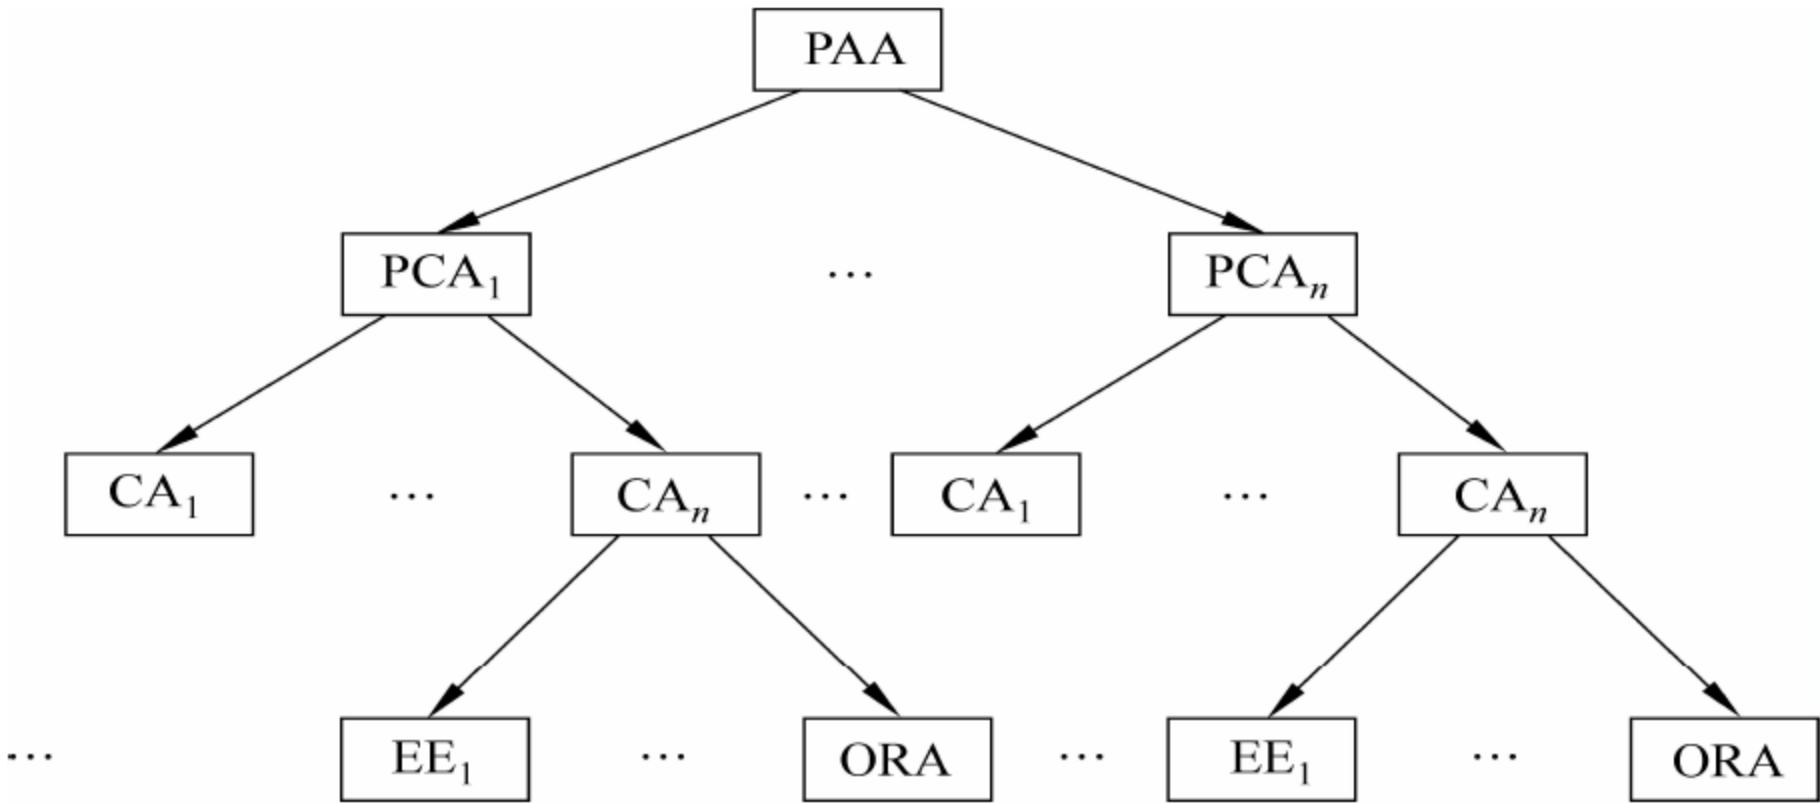 PAA
PCA₁ … PCAₙ
CA₁ … CAₙ … CA₁ … CAₙ
… EE₁ … ORA … EE₁ … ORA